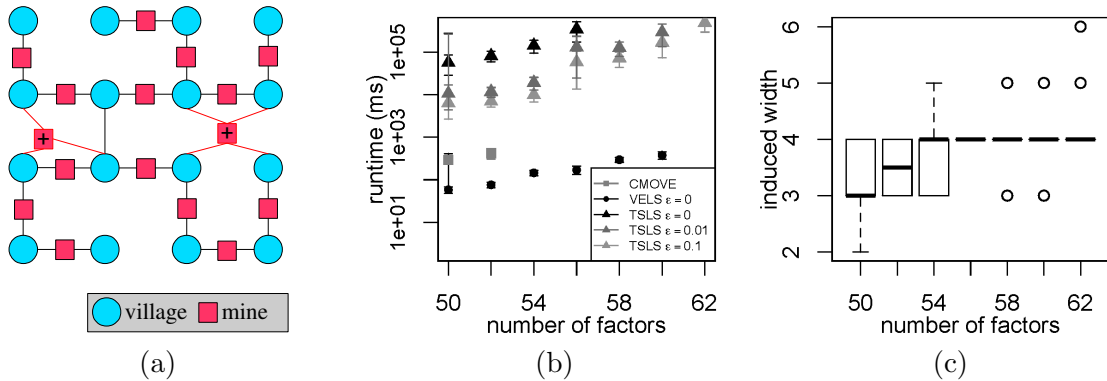 +
+
village
mine
(a)
runtime (ms)
1e+05
1e+03
1e+01
CMOVE
VELS ε = 0
TSLS ε = 0
TSLS ε = 0.01
TSLS ε = 0.1
50
54
58
62
number of factors
(b)
induced width
6
5
4
3
2
50
54
58
62
number of factors
(c)